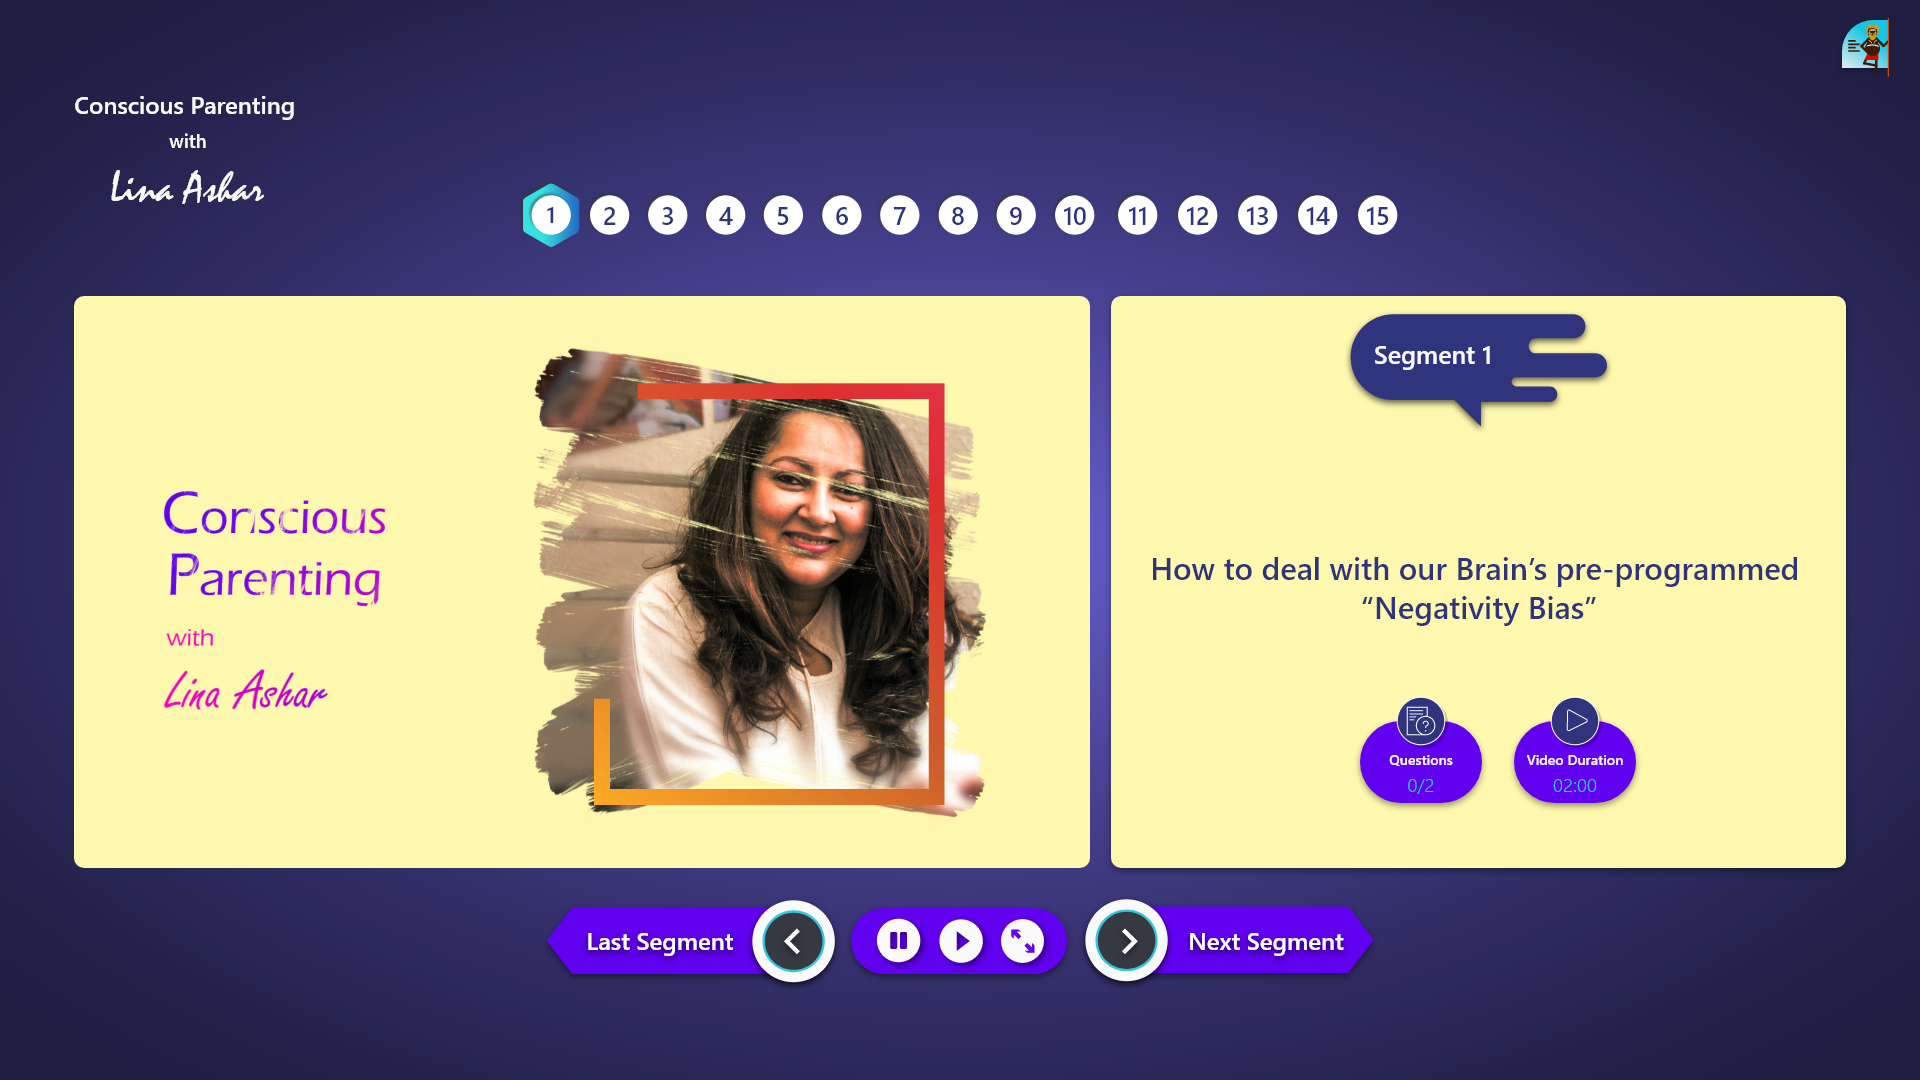 Conscious Parenting
with
Lina Ashar
1 2 3 4 5 6 7 8 9 10 11 12 13 14 15
Conscious
Parenting
with
Lina Ashar
Segment 1
How to deal with our Brain’s pre-programmed
“Negativity Bias”
Questions
0/2
Video Duration
02:00
Last Segment
Next Segment